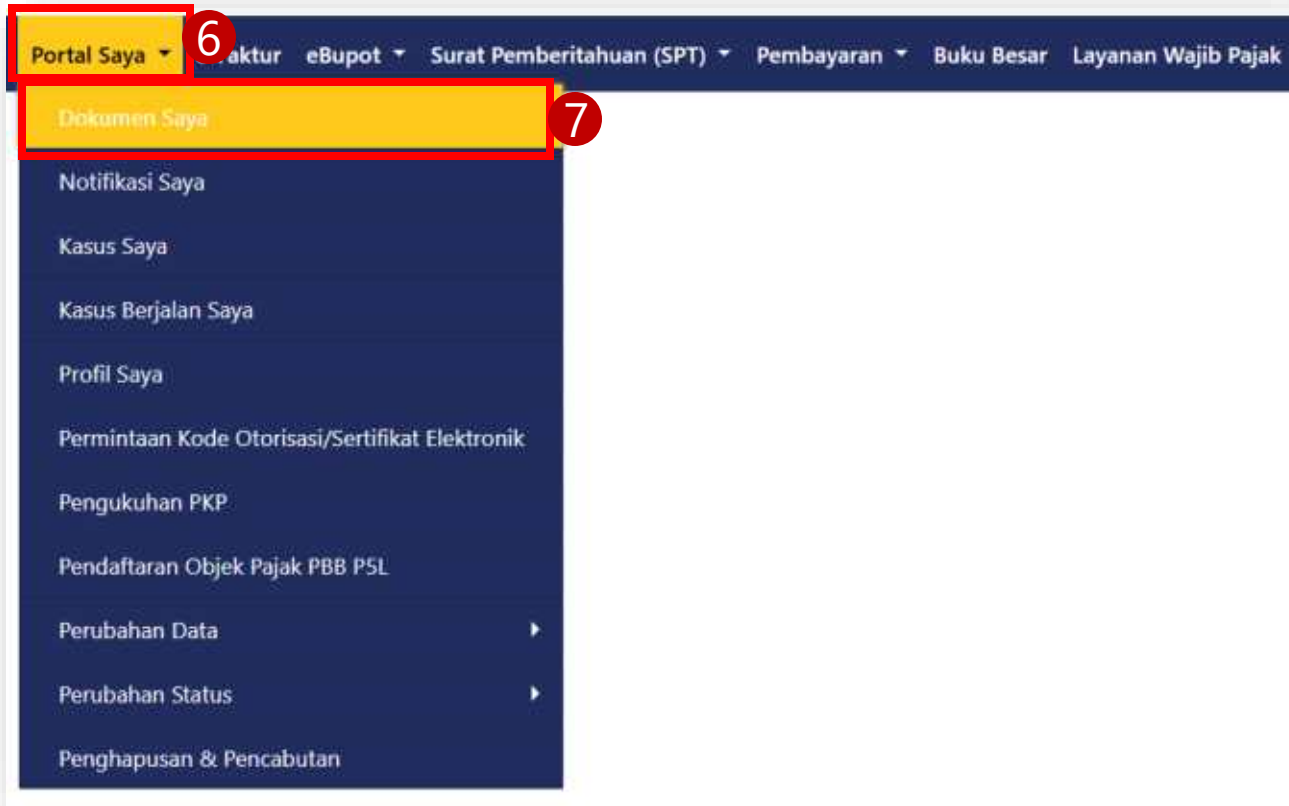 Portal Saya 6 aktur eBupot Surat Pemberitahuan (SPT) Pembayaran Buku Besar Layanan Wajib Pajak
Dokumen Saya 7
Notifikasi Saya
Kasus Saya
Kasus Berjalan Saya
Profil Saya
Permintaan Kode Otorisasi/Sertifikat Elektronik
Pengukuhan PKP
Pendaftaran Objek Pajak PBB P5L
Perubahan Data
Perubahan Status
Penghapusan & Pencabutan